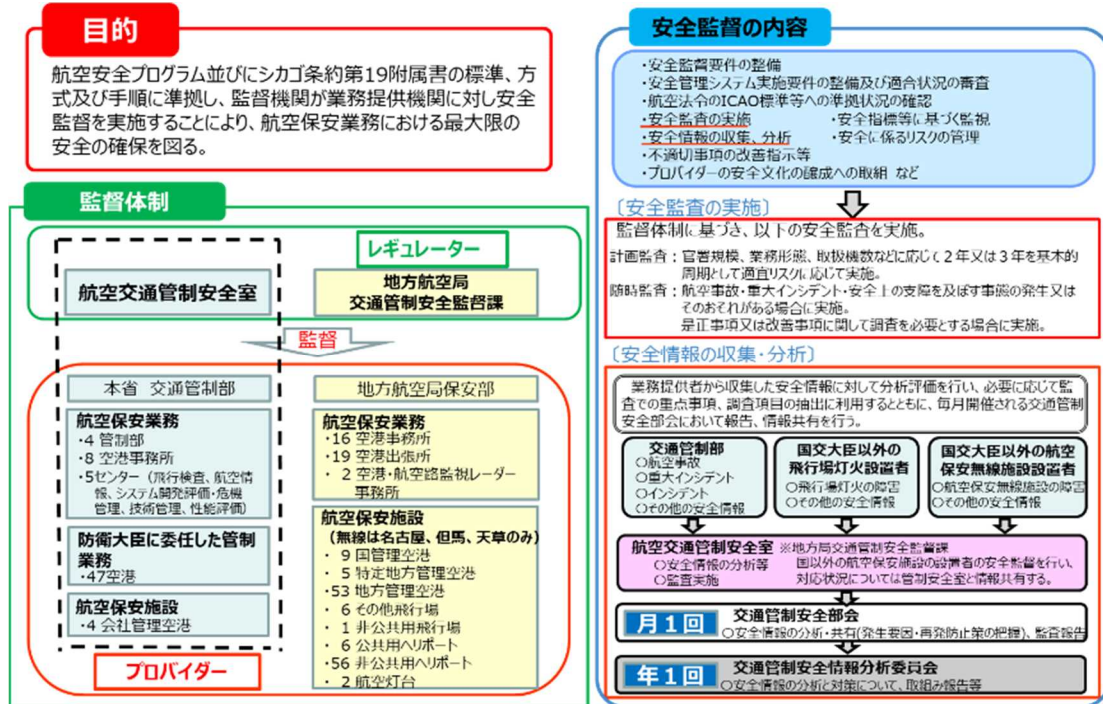 目的
航空安全プログラム並びにシカゴ条約第19附属書の標準、方
式及び手順に準拠し、監督機関が業務提供機関に対し安全
監督を実施することにより、航空保安業務における最大限の
安全の確保を図る。
監督体制
レギュレーター
航空交通管制安全室
地方航空局
交通管制安全監督課
監督
本省 交通管制部
航空保安業務
・4 管制部
・8 空港事務所
・5センター（飛行検査、航空情
報、システム開発評価・危機
管理、技術管理、性能評価）
防衛大臣に委任した管制
業務
・47空港
航空保安施設
・4 会社管理空港
プロバイダー
地方航空局保安部
航空保安業務
・16 空港事務所
・19 空港出張所
・2 空港・航空路監視レーダー
事務所
航空保安施設
（無線は名古屋、但馬、天草のみ）
・ 9 国管理空港
・ 5 特定地方管理空港
・53 地方管理空港
・ 6 その他飛行場
・ 1 非公共用飛行場
・ 6 公共用ヘリポート
・56 非公共用ヘリポート
・ 2 航空灯台
安全監督の内容
・安全監督要件の整備
・安全管理システム実施要件の整備及び適合状況の審査
・航空法令のICAO標準等への準拠状況の確認
・安全監査の実施 ・安全指標等に基づく監視
・安全情報の収集、分析 ・安全に係るリスクの管理
・不適切事項の改善指示等
・プロバイダーの安全文化の醸成への取組 など
〔安全監査の実施〕
監督体制に基づき、以下の安全監査を実施。
計画監査：官署規模、業務形態、取扱機数などに応じて２年又は３年を基本的
周期として適宜リスクに応じて実施。
随時監査：航空事故・重大インシデント・安全上の支障を及ぼす事態の発生又は
そのおそれがある場合に実施。
是正事項又は改善事項に関して調査を必要とする場合に実施。
〔安全情報の収集・分析〕
業務提供者から収集した安全情報に対して分析評価を行い、必要に応じて監
査での重点事項、調査項目の抽出に利用するとともに、毎月開催される交通管制
安全部会において報告、情報共有を行う。
交通管制部
○航空事故
○重大インシデント
○インシデント
○その他の安全情報
国交大臣以外の
飛行場灯火設置者
○飛行場灯火の障害
○その他の安全情報
国交大臣以外の航空
保安無線施設設置者
○航空保安無線施設の障害
○その他の安全情報
航空交通管制安全室 ※地方局交通管制安全監督課
○安全情報の分析等 国以外の航空保安施設の設置者の安全監督を行い、
○監査実施 対応状況については管制安全室と情報共有する。
月１回 交通管制安全部会
○安全情報の分析・共有(発生要因・再発防止策の把握)、監査報告
年１回 交通管制安全情報分析委員会
○安全情報の分析と対策について、取組み報告等